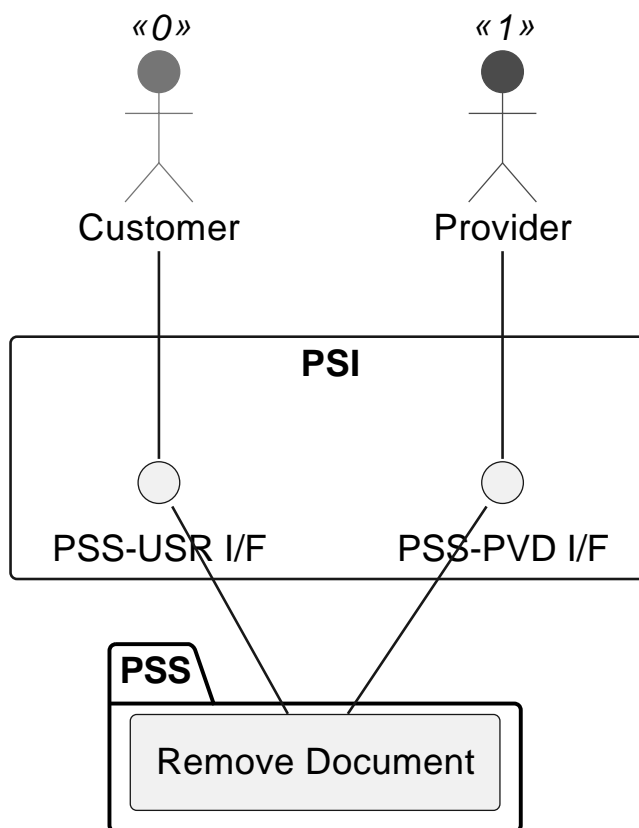 «0» «1»
Customer Provider
PSI
PSS-USR I/F PSS-PVD I/F
PSS
Remove Document